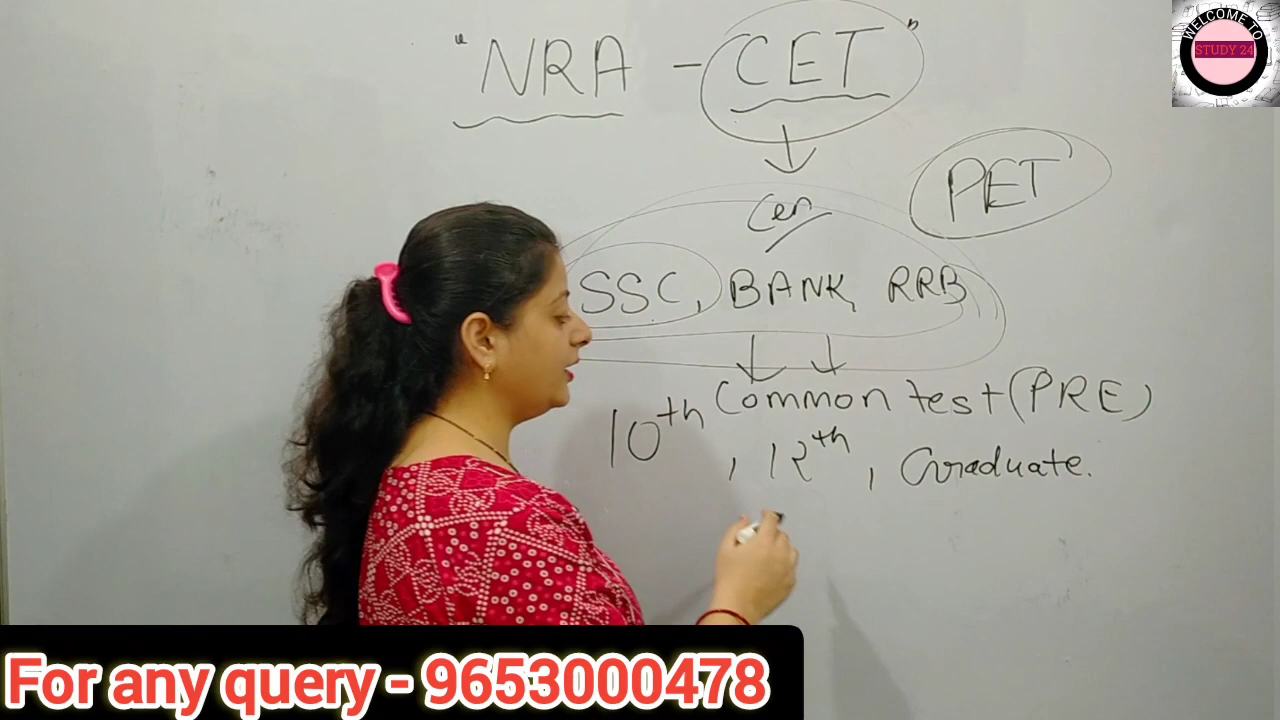 "NRA - CET"
WELCOME TO
STUDY 24
PET
Cen
SSC, BANK, RRB
Common test (PRE)
10th, 12th, Graduate.
For any query - 9653000478